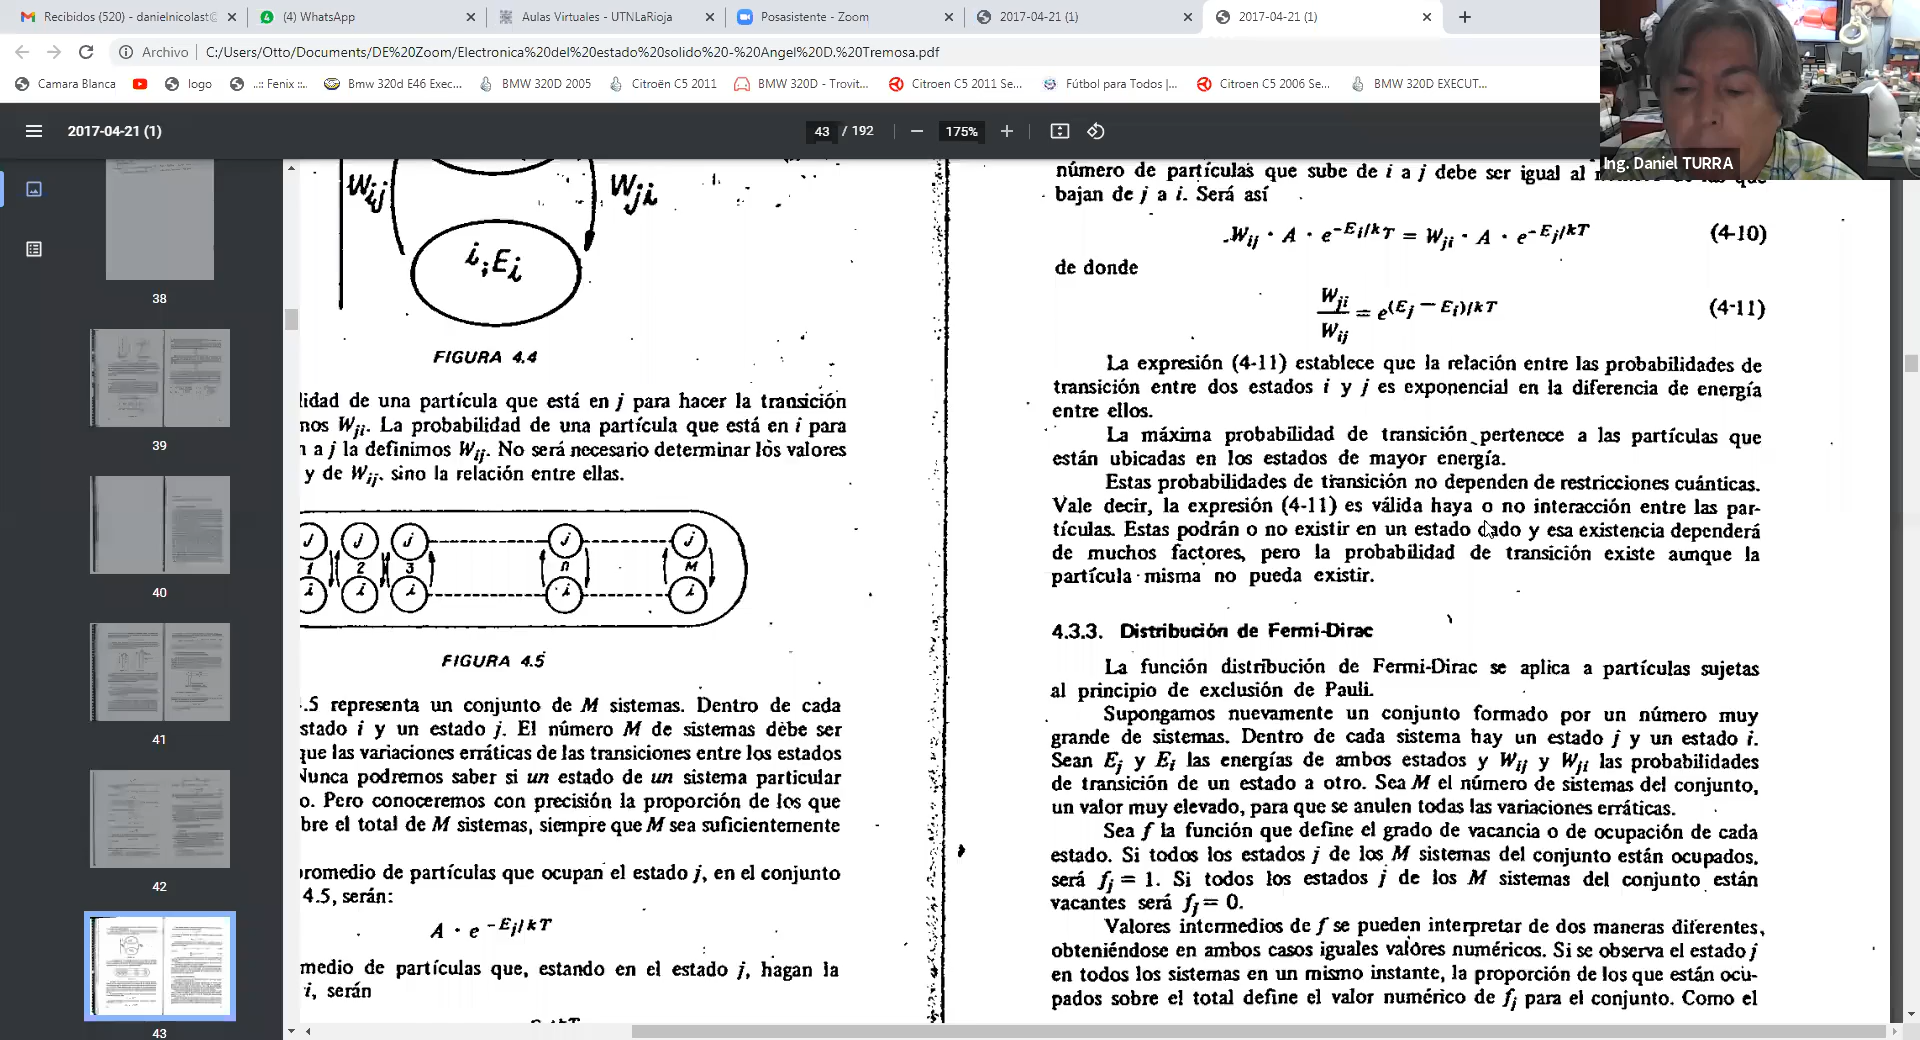 Recibidos (520) - danielnicolast@
(4) WhatsApp
Aulas Virtuales - UTNLaRioja
Posasistente - Zoom
2017-04-21 (1)
2017-04-21 (1)
Archivo
C:/Users/Otto/Documents/DE%20Zoom/Electronica%20del%20estado%20solido%20-%20Angel%20D.%20Tremosa.pdf
Camara Blanca
logo
..:: Fenix ::..
Bmw 320d E46 Exec...
BMW 320D 2005
Citroën C5 2011
BMW 320D - Trovit...
Citroen C5 2011 Se...
Fútbol para Todos |...
Citroen C5 2006 Se...
BMW 320D EXECUT...
2017-04-21 (1)
43 / 192
175%
Ing. Daniel TURRA
38
39
40
41
42
43
Wij
Wji
i; Ei
FIGURA 4.4
lidad de una partícula que está en j para hacer la transición
nos Wji. La probabilidad de una partícula que está en i para
a j la definimos Wij. No será necesario determinar los valores
y de Wij. sino la relación entre ellas.
j j j j j
1 2 3 n M
i i i i i
FIGURA 4.5
.5 representa un conjunto de M sistemas. Dentro de cada
stado i y un estado j. El número M de sistemas debe ser
que las variaciones erráticas de las transiciones entre los estados
Nunca podremos saber si un estado de un sistema particular
o. Pero conoceremos con precisión la proporción de los que
bre el total de M sistemas, siempre que M sea suficientemente
promedio de partículas que ocupan el estado j, en el conjunto
4.5, serán:
A · e –Ej/kT
medio de partículas que, estando en el estado j, hagan la
i, serán
número de partículas que sube de i a j debe ser igual al que
bajan de j a i. Será así
Wij · A · e–Ei/kT = Wji · A · e–Ej/kT (4-10)
de donde
Wji / Wij = e(Ej – Ei)/kT (4-11)
La expresión (4-11) establece que la relación entre las probabilidades de
transición entre dos estados i y j es exponencial en la diferencia de energía
entre ellos.
La máxima probabilidad de transición pertenece a las partículas que
están ubicadas en los estados de mayor energía.
Estas probabilidades de transición no dependen de restricciones cuánticas.
Vale decir, la expresión (4-11) es válida haya o no interacción entre las par-
tículas. Estas podrán o no existir en un estado dado y esa existencia dependerá
de muchos factores, pero la probabilidad de transición existe aunque la
partícula misma no pueda existir.
4.3.3. Distribución de Fermi-Dirac
La función distribución de Fermi-Dirac se aplica a partículas sujetas
al principio de exclusión de Pauli.
Supongamos nuevamente un conjunto formado por un número muy
grande de sistemas. Dentro de cada sistema hay un estado j y un estado i.
Sean Ej y Ei las energías de ambos estados y Wij y Wji las probabilidades
de transición de un estado a otro. Sea M el número de sistemas del conjunto,
un valor muy elevado, para que se anulen todas las variaciones erráticas.
Sea f la función que define el grado de vacancia o de ocupación de cada
estado. Si todos los estados j de los M sistemas del conjunto están ocupados,
será fj = 1. Si todos los estados j de los M sistemas del conjunto están
vacantes será fj = 0.
Valores intermedios de f se pueden interpretar de dos maneras diferentes,
obteniéndose en ambos casos iguales valores numéricos. Si se observa el estado j
en todos los sistemas en un mismo instante, la proporción de los que están ocu-
pados sobre el total define el valor numérico de fj para el conjunto. Como el